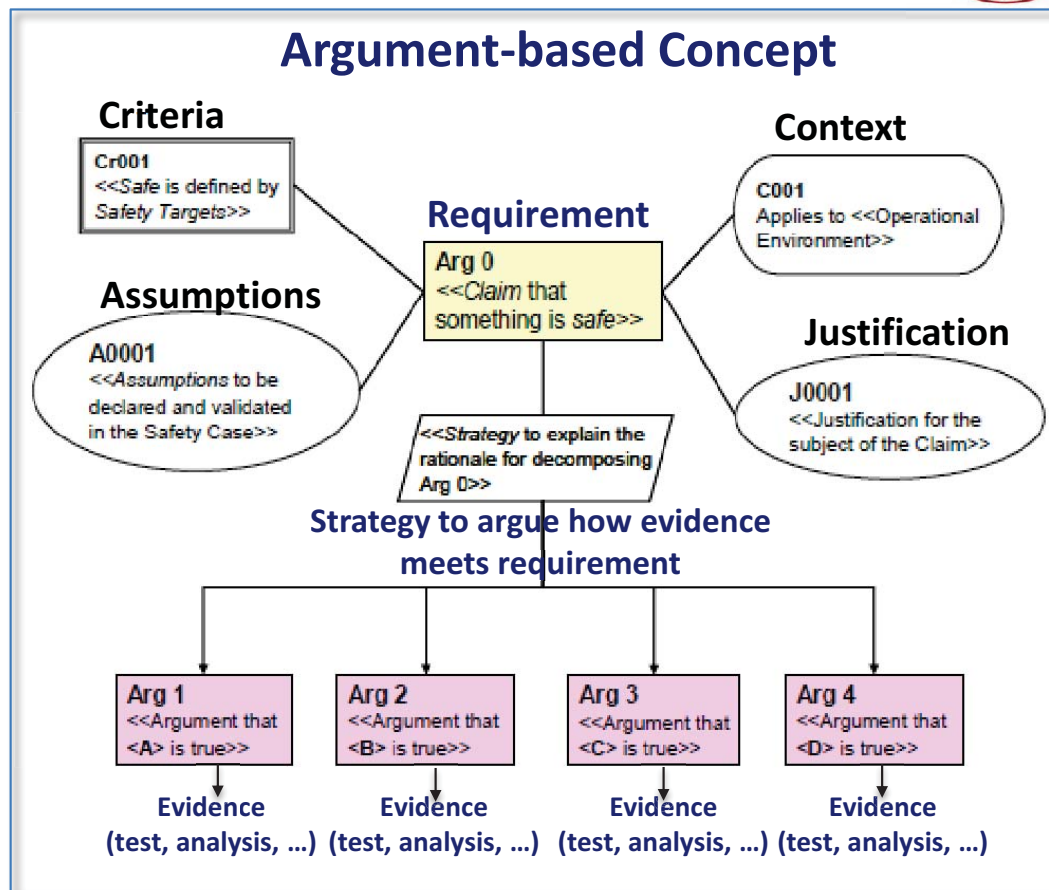 Argument-based Concept
Criteria
Cr001
<<Safe is defined by
Safety Targets>>
Context
C001
Applies to <<Operational
Environment>>
Requirement
Arg 0
<<Claim that
something is safe>>
Assumptions
A0001
<<Assumptions to be
declared and validated
in the Safety Case>>
Justification
J0001
<<Justification for the
subject of the Claim>>
<<Strategy to explain the
rationale for decomposing
Arg 0>>
Strategy to argue how evidence
meets requirement
Arg 1
<<Argument that
<A> is true>>
Arg 2
<<Argument that
<B> is true>>
Arg 3
<<Argument that
<C> is true>>
Arg 4
<<Argument that
<D> is true>>
Evidence
(test, analysis, …)
Evidence
(test, analysis, …)
Evidence
(test, analysis, …)
Evidence
(test, analysis, …)